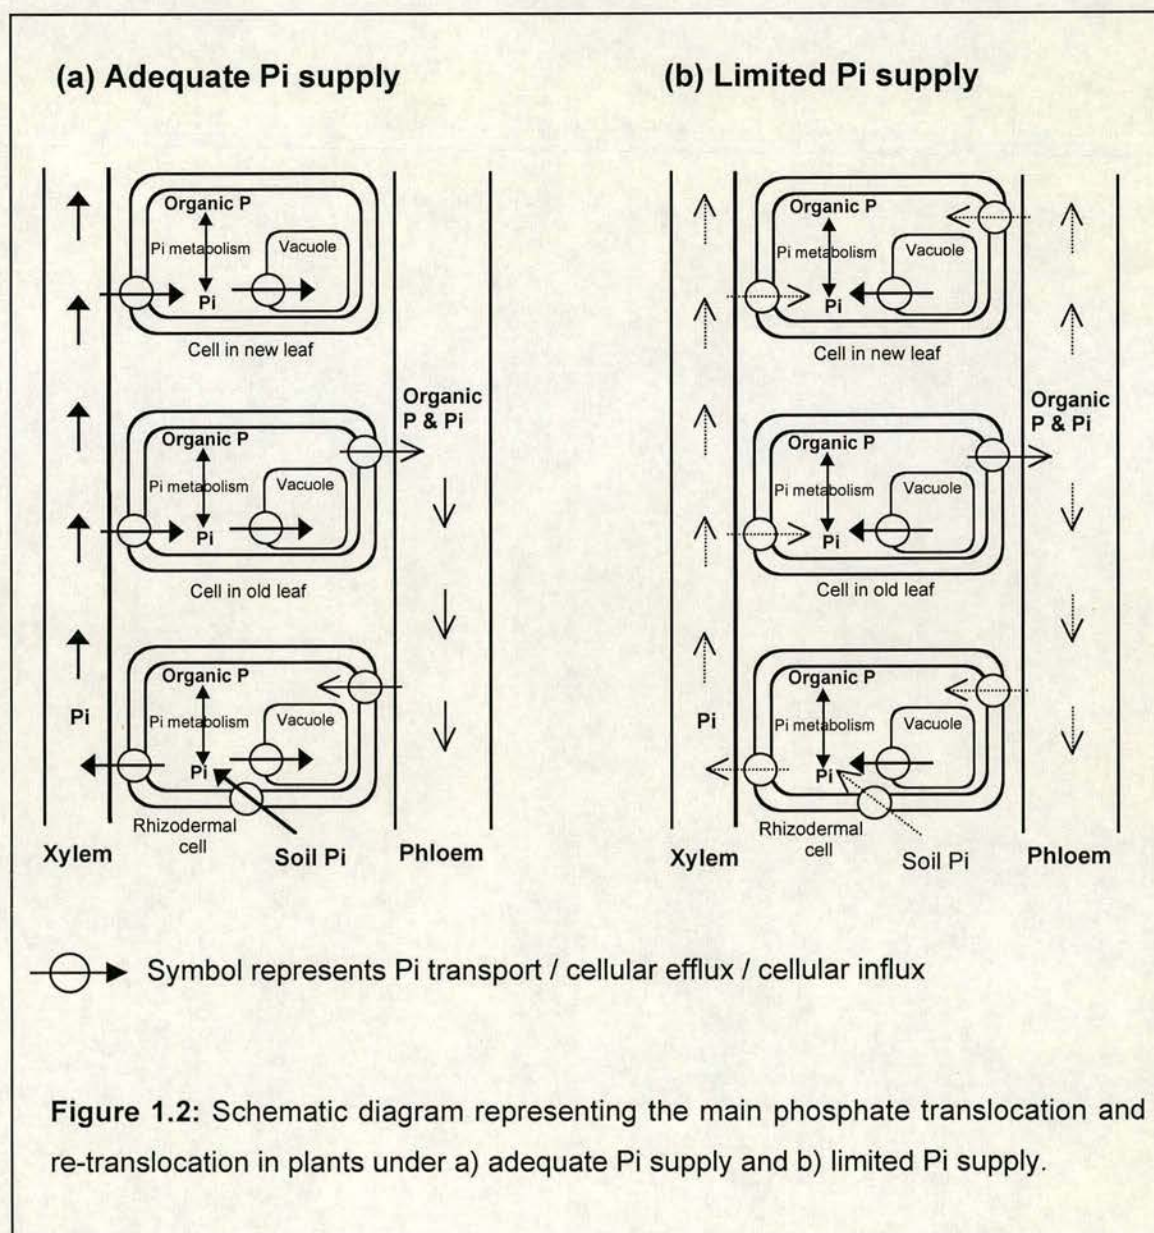 (a) Adequate Pi supply
Organic P
Pi metabolism
Vacuole
Pi
Cell in new leaf
Organic
P & Pi
Organic P
Pi metabolism
Vacuole
Pi
Cell in old leaf
Organic P
Pi
Pi metabolism
Vacuole
Pi
Rhizodermal
cell
Xylem
Soil Pi
Phloem
(b) Limited Pi supply
Organic P
Pi metabolism
Vacuole
Pi
Cell in new leaf
Organic
P & Pi
Organic P
Pi metabolism
Vacuole
Pi
Cell in old leaf
Organic P
Pi
Pi metabolism
Vacuole
Pi
Rhizodermal
cell
Xylem
Soil Pi
Phloem
Symbol represents Pi transport / cellular efflux / cellular influx
Figure 1.2: Schematic diagram representing the main phosphate translocation and
re-translocation in plants under a) adequate Pi supply and b) limited Pi supply.